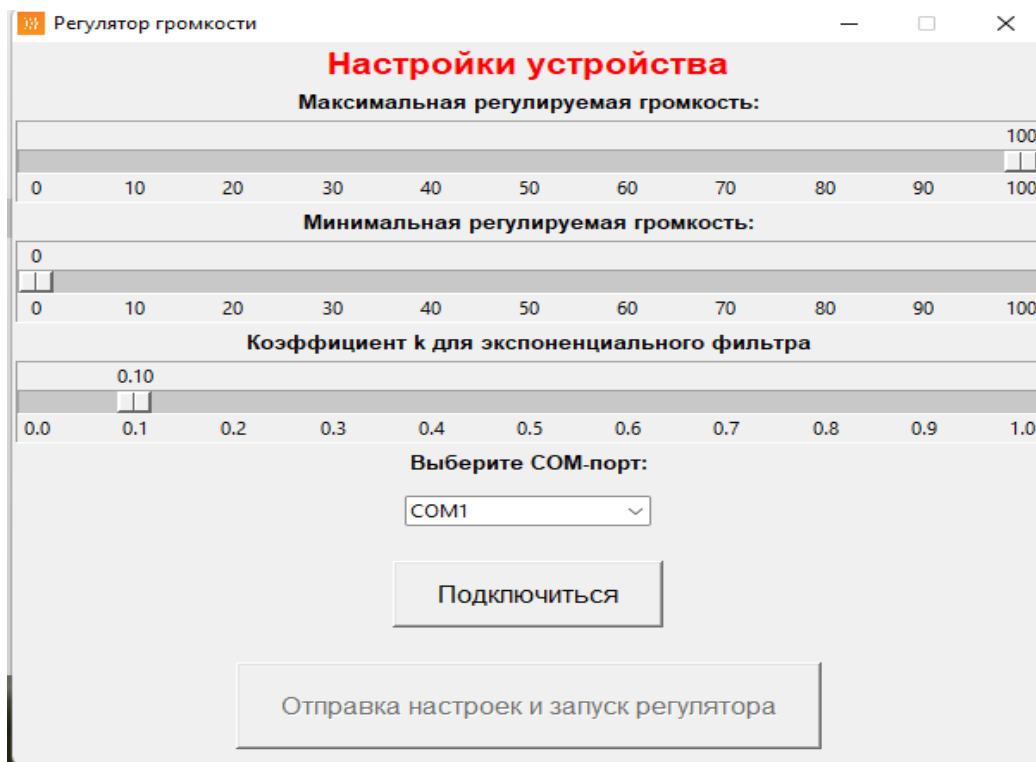 Регулятор громкости
Настройки устройства
Максимальная регулируемая громкость:
100
0 10 20 30 40 50 60 70 80 90 100
Минимальная регулируемая громкость:
0
0 10 20 30 40 50 60 70 80 90 100
Коэффициент k для экспоненциального фильтра
0.10
0.0 0.1 0.2 0.3 0.4 0.5 0.6 0.7 0.8 0.9 1.0
Выберите COM-порт:
COM1
Подключиться
Отправка настроек и запуск регулятора